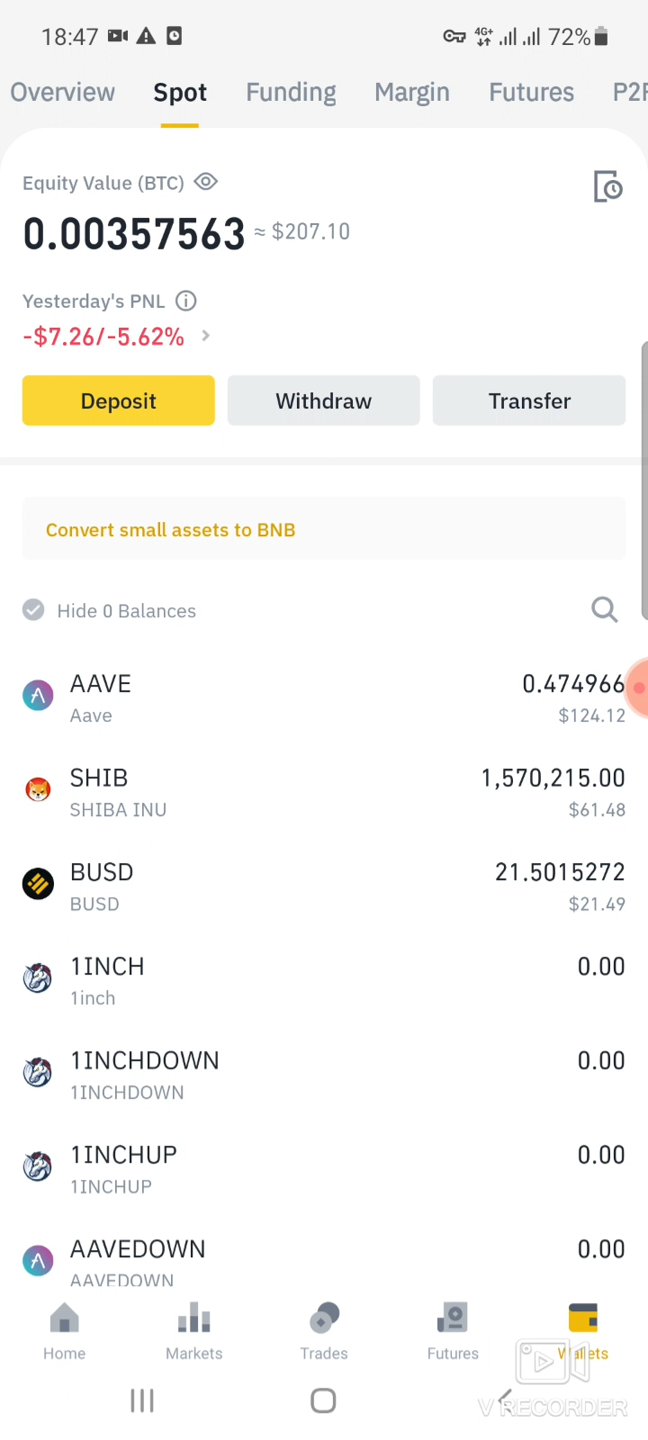 18:47 4G+ 72%
Overview Spot Funding Margin Futures P2P
Equity Value (BTC)
0.00357563 ≈ $207.10
Yesterday's PNL
-$7.26/-5.62% >
Deposit Withdraw Transfer
Convert small assets to BNB
Hide 0 Balances
AAVE 0.474966
Aave $124.12
SHIB 1,570,215.00
SHIBA INU $61.48
BUSD 21.5015272
BUSD $21.49
1INCH 0.00
1inch
1INCHDOWN 0.00
1INCHDOWN
1INCHUP 0.00
1INCHUP
AAVEDOWN 0.00
AAVEDOWN
Home Markets Trades Futures Wallets
V RECORDER